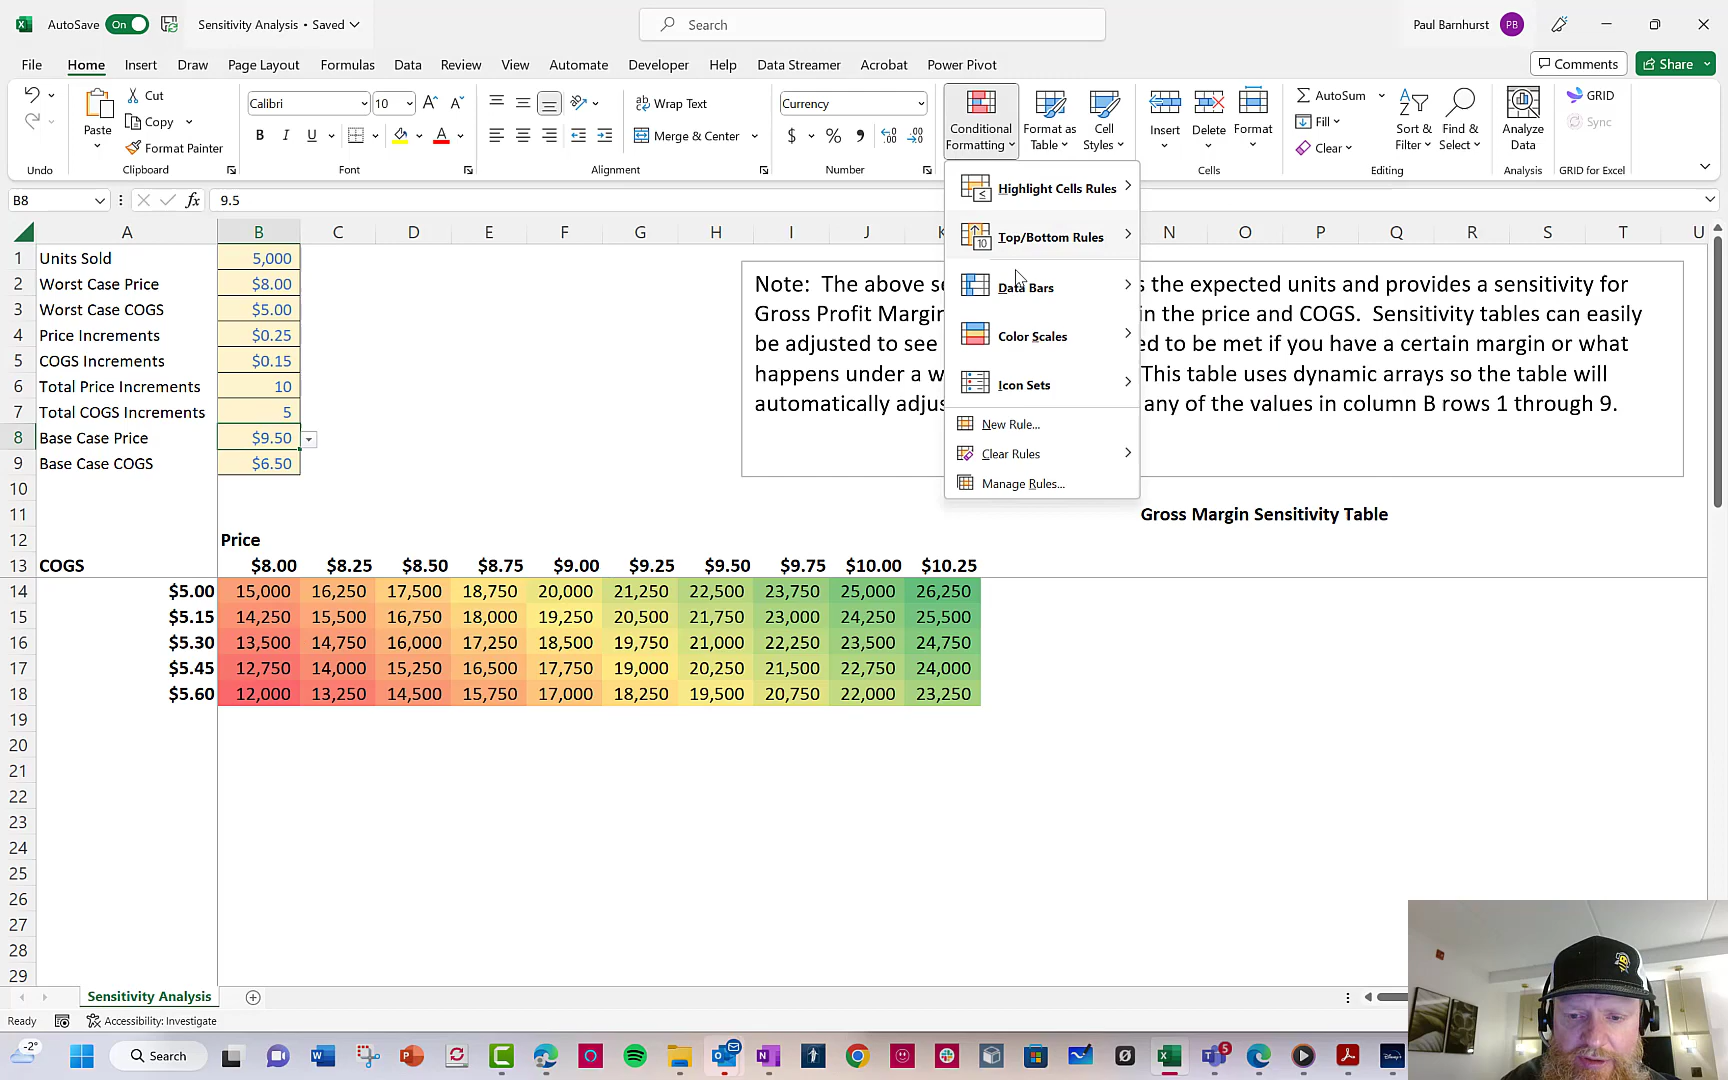 AutoSave On Sensitivity Analysis • Saved Search Paul Barnhurst PB
File Home Insert Draw Page Layout Formulas Data Review View Automate Developer Help Data Streamer Acrobat Power Pivot Comments Share
Paste Cut Copy Format Painter
Calibri 10 B I U A
Wrap Text Merge & Center
Currency $ %
Conditional Formatting Format as Table Cell Styles Insert Delete Format
AutoSum Fill Clear Sort & Filter Find & Select Analyze Data GRID Sync
Undo Clipboard Font Alignment Number Cells Editing Analysis GRID for Excel
B8 fx 9.5
Highlight Cells Rules
Top/Bottom Rules
Data Bars
Color Scales
Icon Sets
New Rule...
Clear Rules
Manage Rules...
A B C D E F G H I J K N O P Q R S T U
1 Units Sold 5,000
2 Worst Case Price $8.00
3 Worst Case COGS $5.00
4 Price Increments $0.25
5 COGS Increments $0.15
6 Total Price Increments 10
7 Total COGS Increments 5
8 Base Case Price $9.50
9 Base Case COGS $6.50
Note: The above se s the expected units and provides a sensitivity for
Gross Profit Margin in the price and COGS. Sensitivity tables can easily
be adjusted to see ed to be met if you have a certain margin or what
happens under a w This table uses dynamic arrays so the table will
automatically adjus any of the values in column B rows 1 through 9.
10
11 Gross Margin Sensitivity Table
12 Price
13 COGS $8.00 $8.25 $8.50 $8.75 $9.00 $9.25 $9.50 $9.75 $10.00 $10.25
14 $5.00 15,000 16,250 17,500 18,750 20,000 21,250 22,500 23,750 25,000 26,250
15 $5.15 14,250 15,500 16,750 18,000 19,250 20,500 21,750 23,000 24,250 25,500
16 $5.30 13,500 14,750 16,000 17,250 18,500 19,750 21,000 22,250 23,500 24,750
17 $5.45 12,750 14,000 15,250 16,500 17,750 19,000 20,250 21,500 22,750 24,000
18 $5.60 12,000 13,250 14,500 15,750 17,000 18,250 19,500 20,750 22,000 23,250
19
20
21
22
23
24
25
26
27
28
29
Sensitivity Analysis
Ready Accessibility: Investigate
-2° Search 5